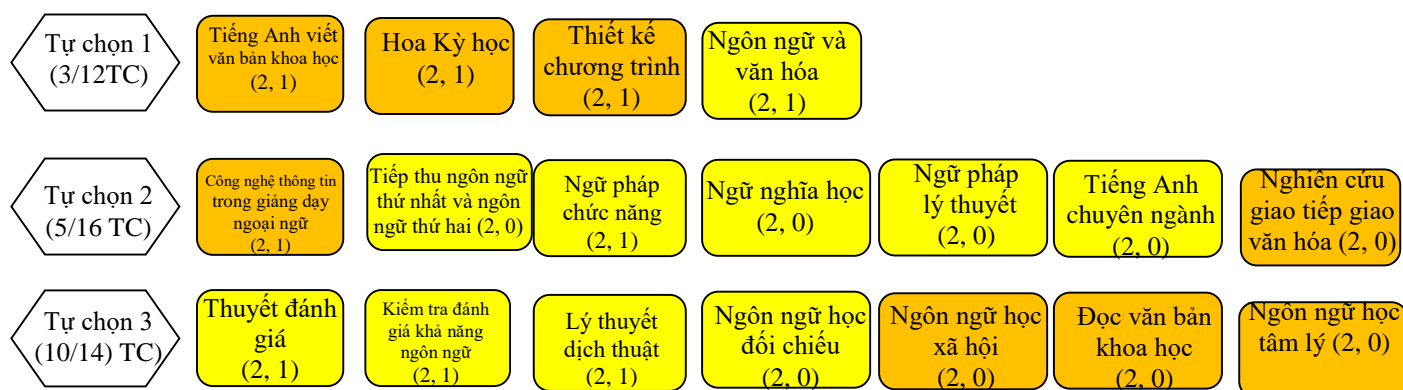 Tự chọn 1
(3/12TC)
Tiếng Anh viết
văn bản khoa học
(2, 1)
Hoa Kỳ học
(2, 1)
Thiết kế
chương trình
(2, 1)
Ngôn ngữ và
văn hóa
(2, 1)
Tự chọn 2
(5/16 TC)
Công nghệ thông tin
trong giảng dạy
ngoại ngữ
(2, 1)
Tiếp thu ngôn ngữ
thứ nhất và ngôn
ngữ thứ hai (2, 0)
Ngữ pháp
chức năng
(2, 1)
Ngữ nghĩa học
(2, 0)
Ngữ pháp
lý thuyết
(2, 0)
Tiếng Anh
chuyên ngành
(2, 0)
Nghiên cứu
giao tiếp giao
văn hóa (2, 0)
Tự chọn 3
(10/14) TC)
Thuyết đánh
giá
(2, 1)
Kiểm tra đánh
giá khả năng
ngôn ngữ
(2, 1)
Lý thuyết
dịch thuật
(2, 1)
Ngôn ngữ học
đối chiếu
(2, 0)
Ngôn ngữ học
xã hội
(2, 0)
Đọc văn bản
khoa học
(2, 0)
Ngôn ngữ học
tâm lý (2, 0)